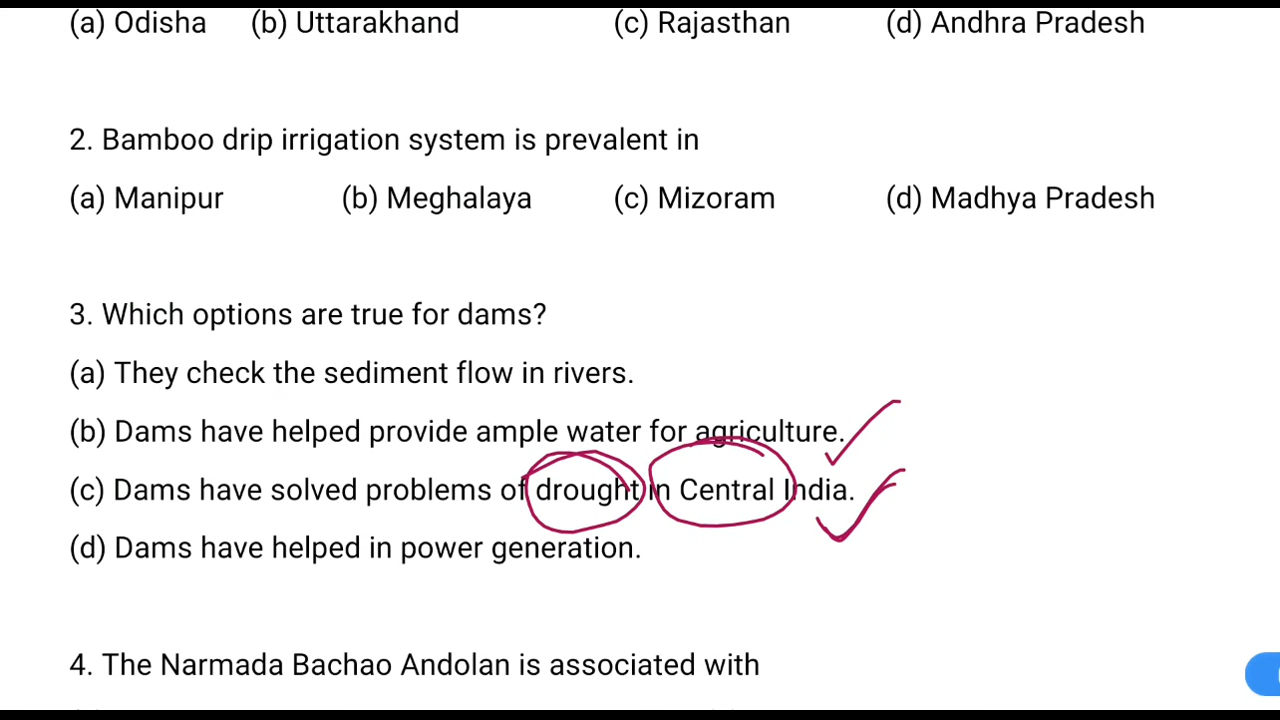 (a) Odisha (b) Uttarakhand (c) Rajasthan (d) Andhra Pradesh
2. Bamboo drip irrigation system is prevalent in
(a) Manipur (b) Meghalaya (c) Mizoram (d) Madhya Pradesh
3. Which options are true for dams?
(a) They check the sediment flow in rivers.
(b) Dams have helped provide ample water for agriculture.
(c) Dams have solved problems of drought in Central India.
(d) Dams have helped in power generation.
4. The Narmada Bachao Andolan is associated with